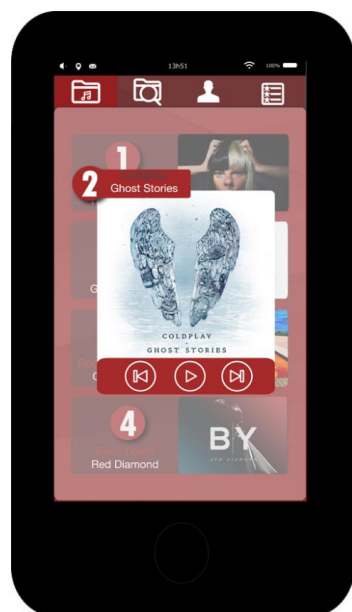 13h51
100%
1
2
Ghost Stories
COLDPLAY
GHOST STORIES
4
BY
Red Diamond